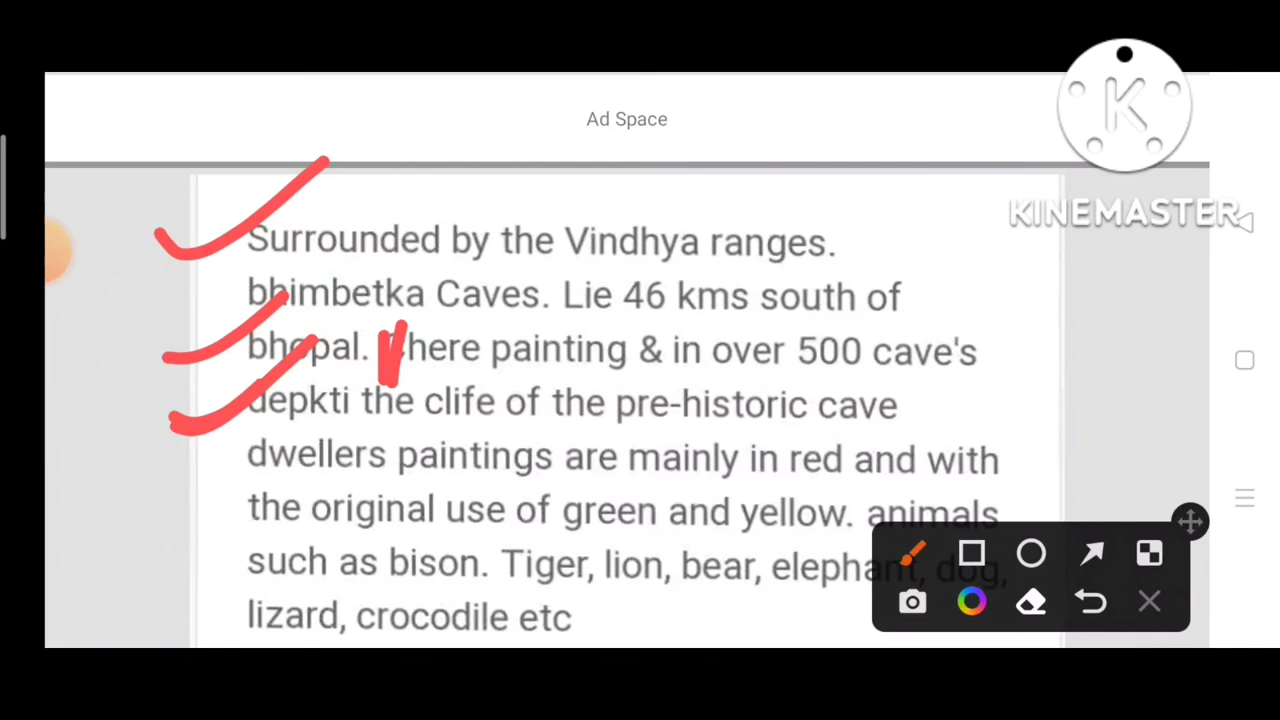 Ad Space
KINEMASTER
Surrounded by the Vindhya ranges.
bhimbetka Caves. Lie 46 kms south of
bhopal. Chere painting & in over 500 cave's
depkti the clife of the pre-historic cave
dwellers paintings are mainly in red and with
the original use of green and yellow. animals
such as bison. Tiger, lion, bear, elephant, dog,
lizard, crocodile etc